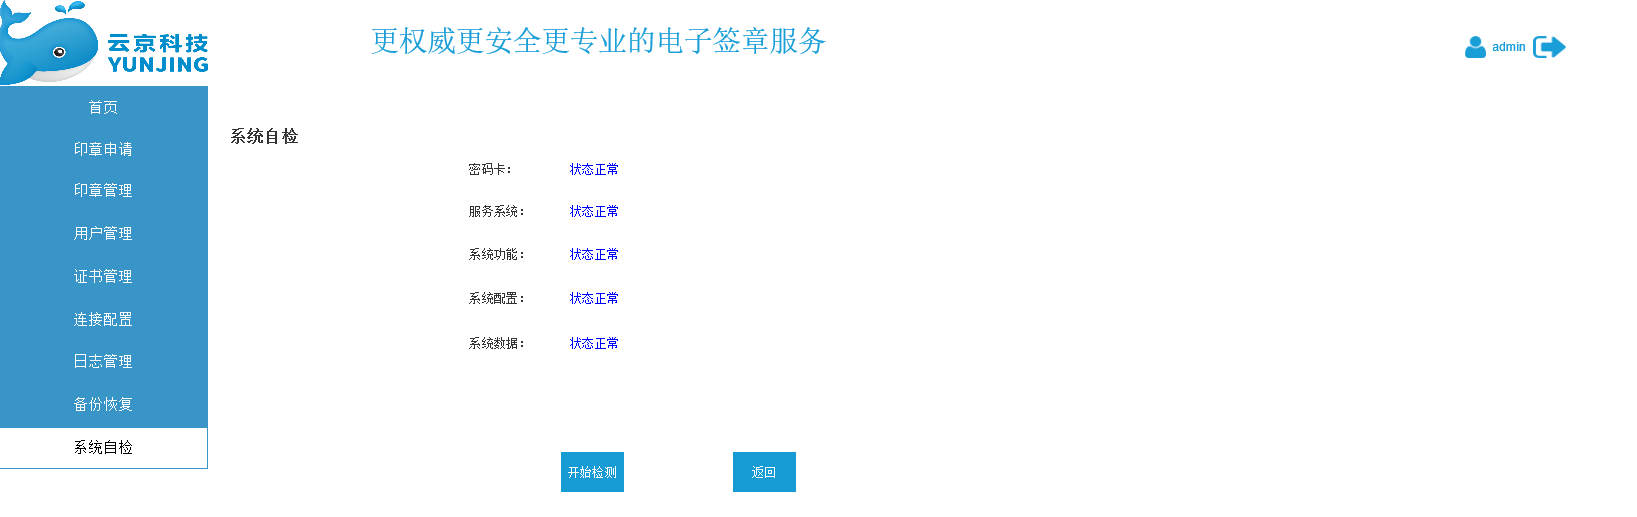 云京科技
YUNJING
更权威更安全更专业的电子签章服务
admin
首页
印章申请
印章管理
用户管理
证书管理
连接配置
日志管理
备份恢复
系统自检
系统自检
密码卡： 状态正常
服务系统： 状态正常
系统功能： 状态正常
系统配置： 状态正常
系统数据： 状态正常
开始检测 返回